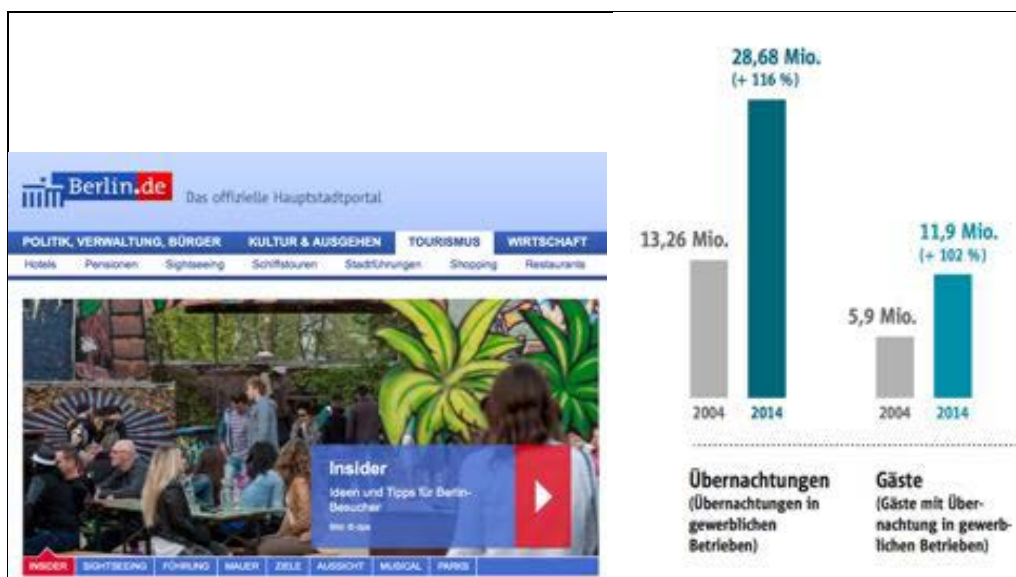 Berlin.de
Das offizielle Hauptstadtportal
POLITIK, VERWALTUNG, BÜRGER KULTUR & AUSGEHEN TOURISMUS WIRTSCHAFT
Hotels Pensionen Sightseeing Schiffstouren Stadtführungen Shopping Restaurants
Insider
Ideen und Tipps für Berlin-
Besucher
Bild: © dpa
INSIDER SIGHTSEEING FÜHRUNG MAUER ZIELE AUSSICHT MUSICAL PARKS
28,68 Mio.
(+ 116 %)
13,26 Mio.
2004 2014
11,9 Mio.
(+ 102 %)
5,9 Mio.
2004 2014
Übernachtungen
(Übernachtungen in
gewerblichen
Betrieben)
Gäste
(Gäste mit Über-
nachtung in gewerb-
lichen Betrieben)